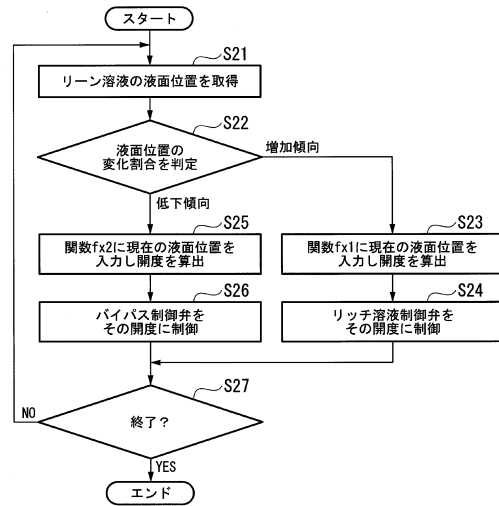 スタート
S21
リーン溶液の液面位置を取得
S22
液面位置の
変化割合を判定
増加傾向
低下傾向
S25
関数fx2に現在の液面位置を
入力し開度を算出
S23
関数fx1に現在の液面位置を
入力し開度を算出
S26
バイパス制御弁を
その開度に制御
S24
リッチ溶液制御弁を
その開度に制御
S27
終了?
NO
YES
エンド